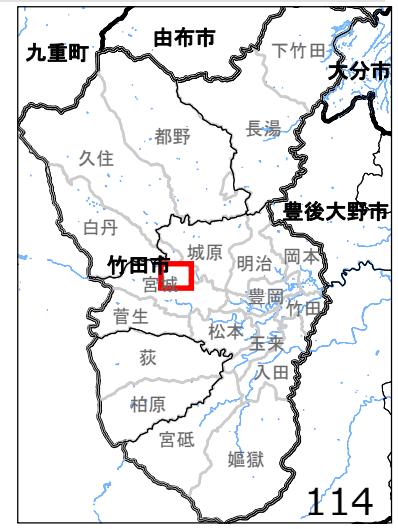 由布市
九重町
下竹田
大分市
長湯
都野
久住
豊後大野市
白丹
城原
岡本
明治
竹田市
宮城
豊岡
竹田
菅生
松本
玉来
荻
入田
柏原
宮砥
嫗獄
114